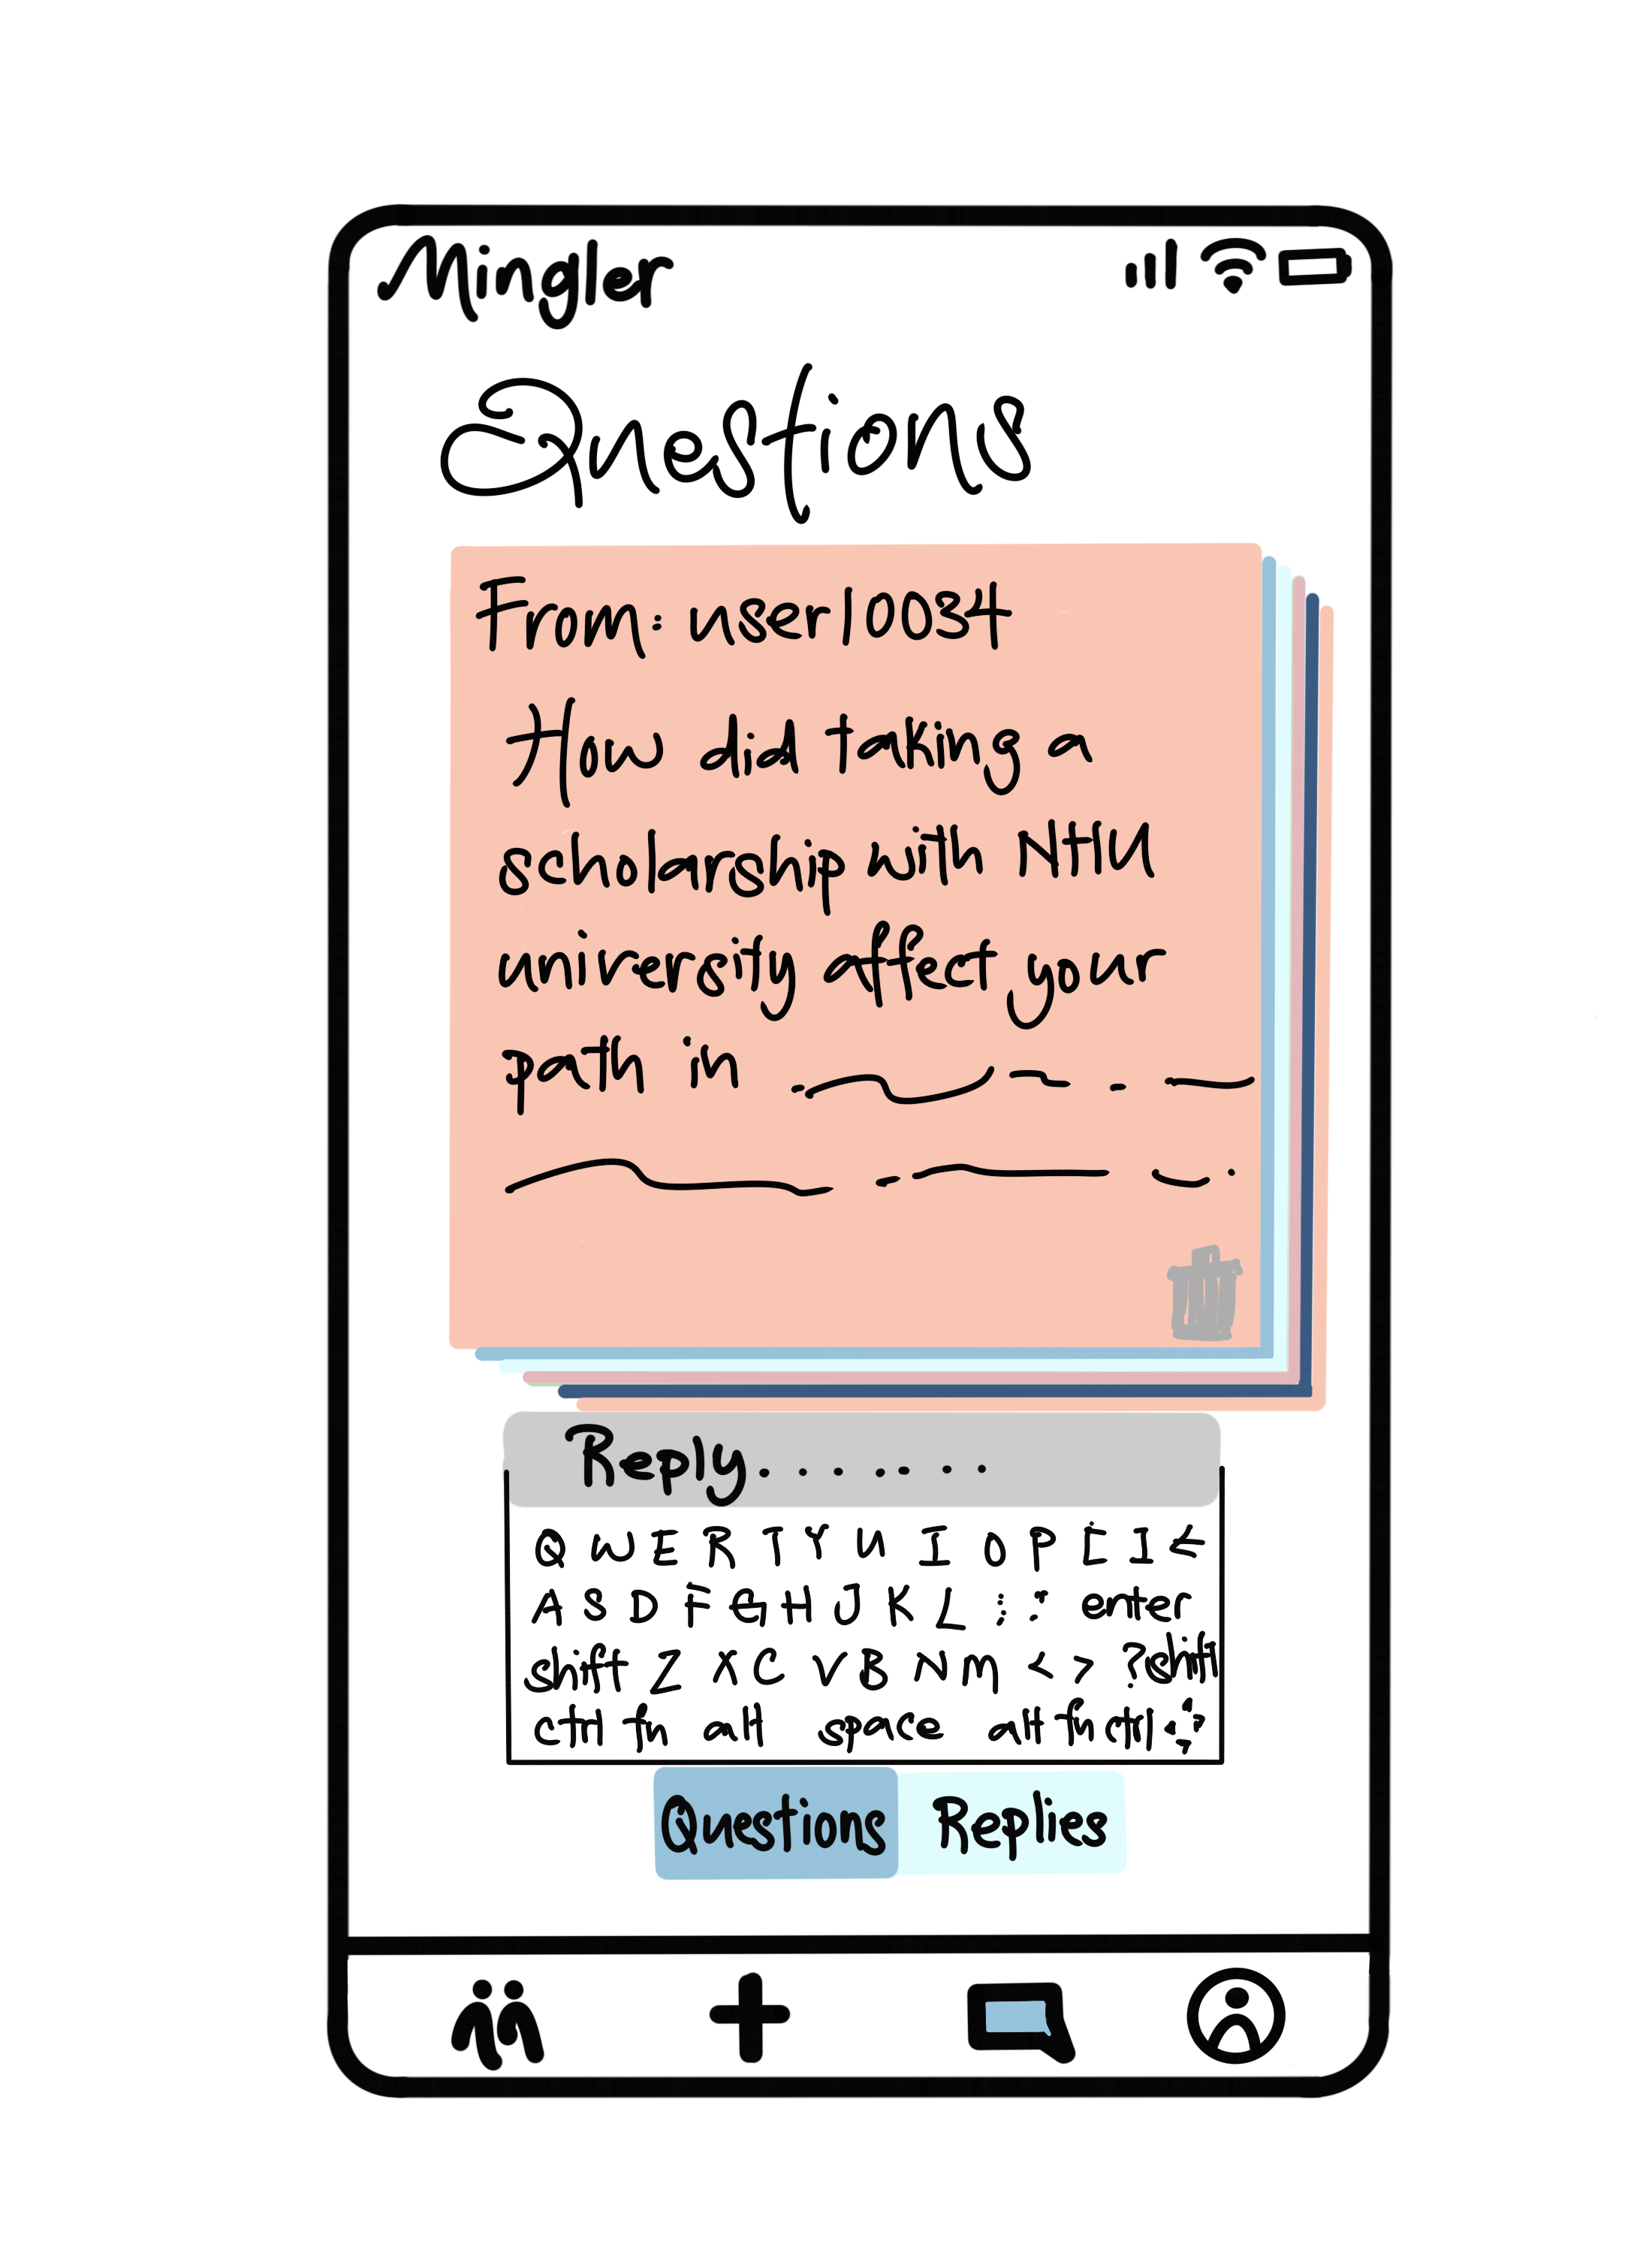 Mingler
Questions
From: user10034
How did taking a
scholarship with NTU
university affect your
path in
Reply........
Q W E R T Y U I O P [ ]
A S D F G H J K L : " enter
shift Z X C V B N M < > ? shift
ctrl fn alt space alt fn ctrl
Questions Replies